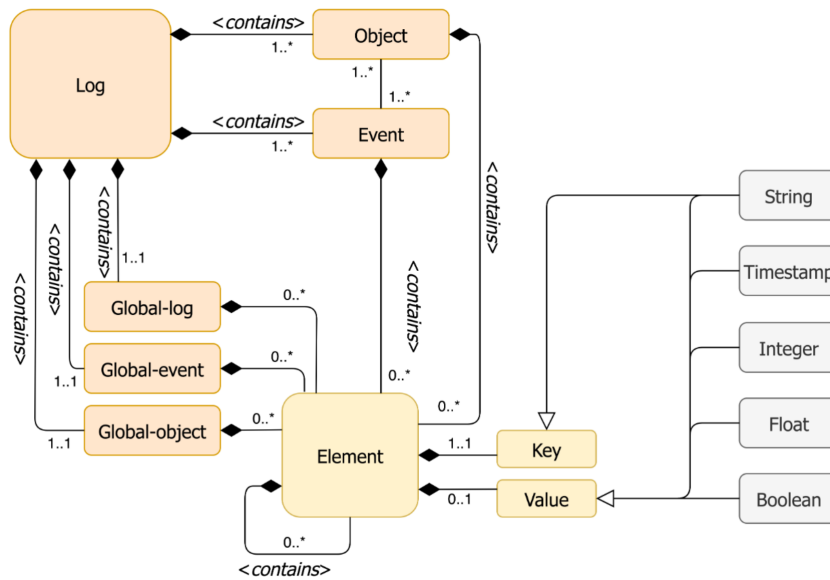 <contains>
Object
1..*
1..*
Log
1..*
<contains>
Event
1..*
<contains>
String
<contains>
<contains>
<contains>
1..1
<contains>
<contains>
Timestamp
Global-log
0..*
Global-event
0..*
1..1
Integer
0..*
Global-object
0..*
1..1
0..*
Float
Element
1..1
Key
0..1
Value
Boolean
0..*
<contains>